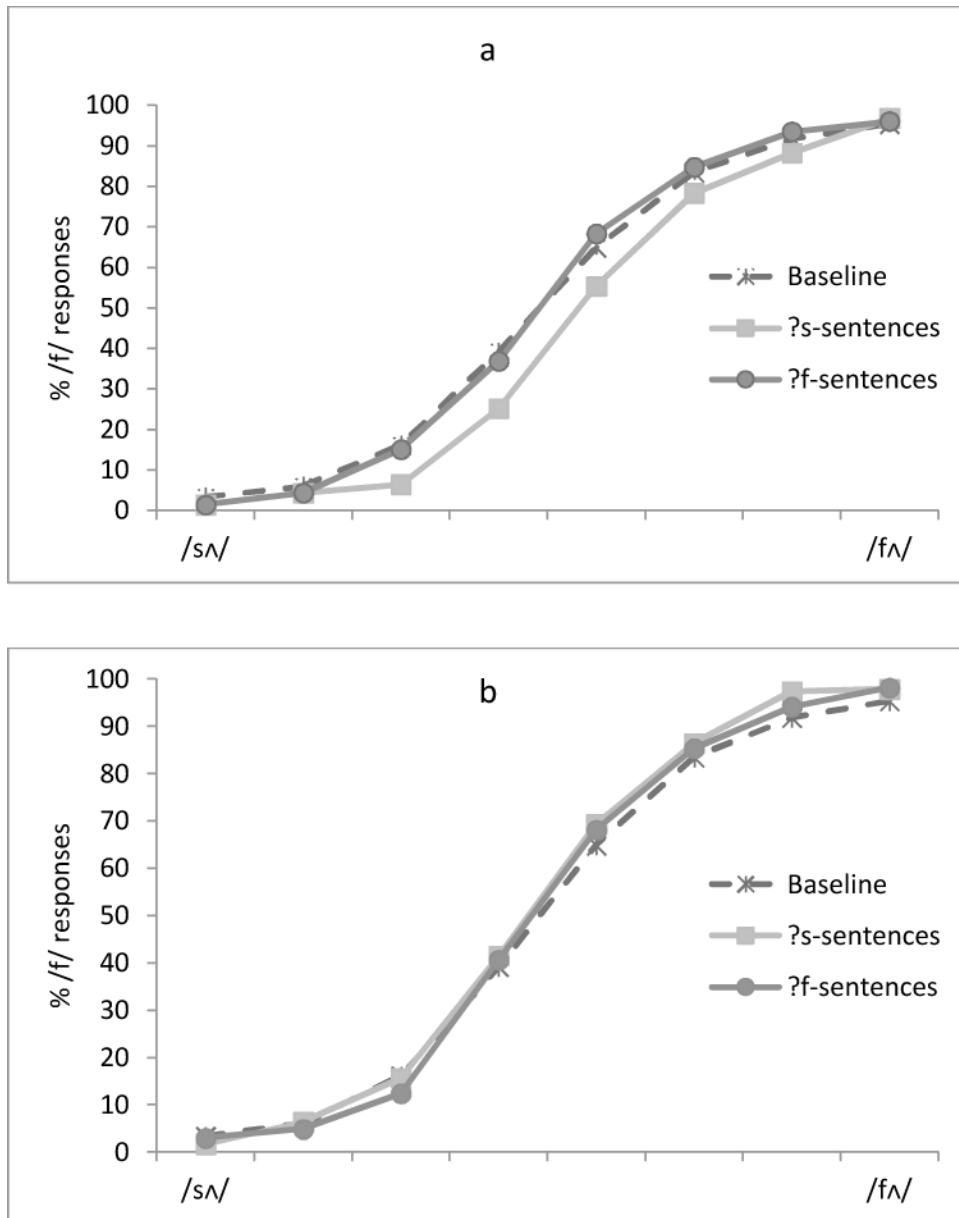 a
100
90
80
70
60
50
40
30
20
10
0
% /f/ responses
Baseline
?s-sentences
?f-sentences
/sʌ/ /fʌ/
b
100
90
80
70
60
50
40
30
20
10
0
% /f/ responses
Baseline
?s-sentences
?f-sentences
/sʌ/ /fʌ/